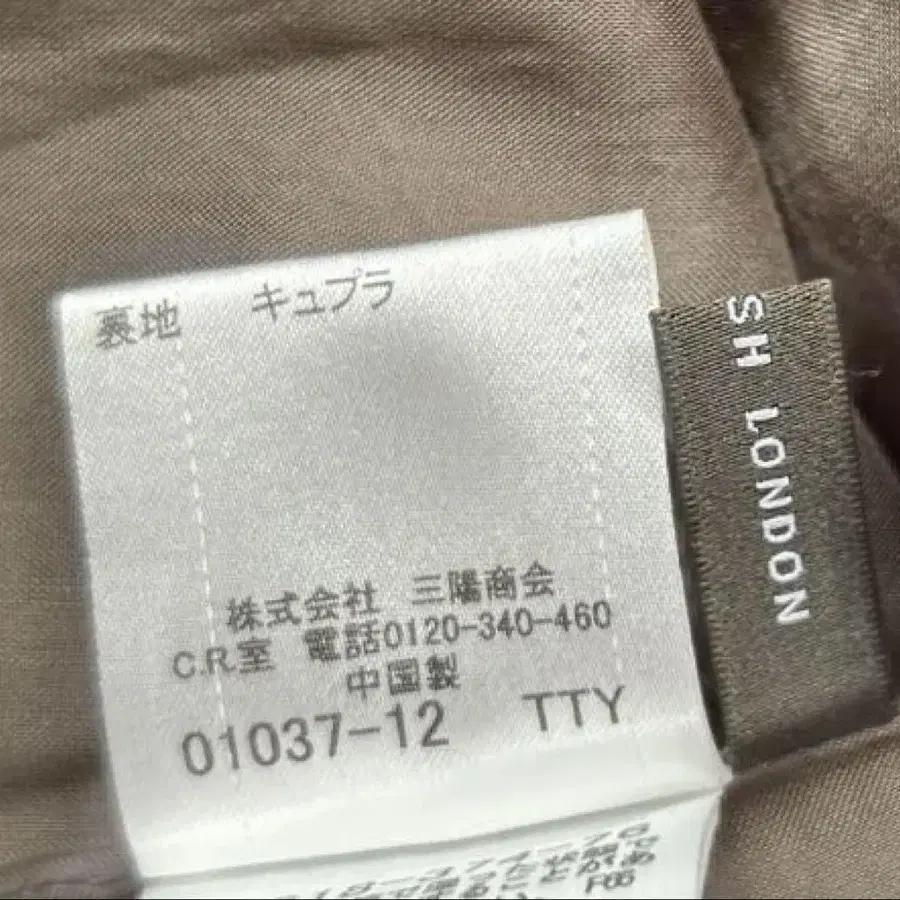 裏地 キュプラ
株式会社 三陽商会
C.R.室 電話0120-340-460
中国製
01037-12 TTY
SH LONDON